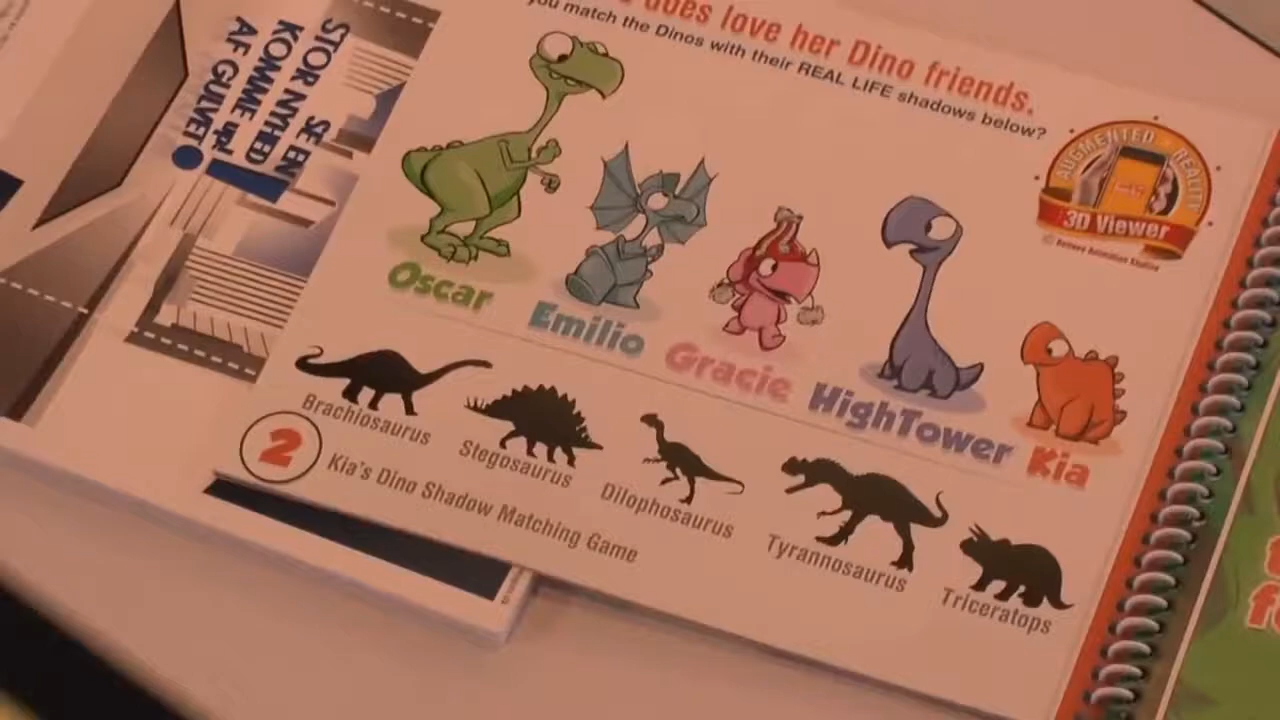 does love her Dino friends.
you match the Dinos with their REAL LIFE shadows below?
AUGMENTED REALITY
3D Viewer
Oscar
Emilio
Gracie
HighTower
Kia
Brachiosaurus
Stegosaurus
Dilophosaurus
Tyrannosaurus
Triceratops
2
Kia's Dino Shadow Matching Game
STOR NYHED
SE EN
KOMME up!
AF GULVET